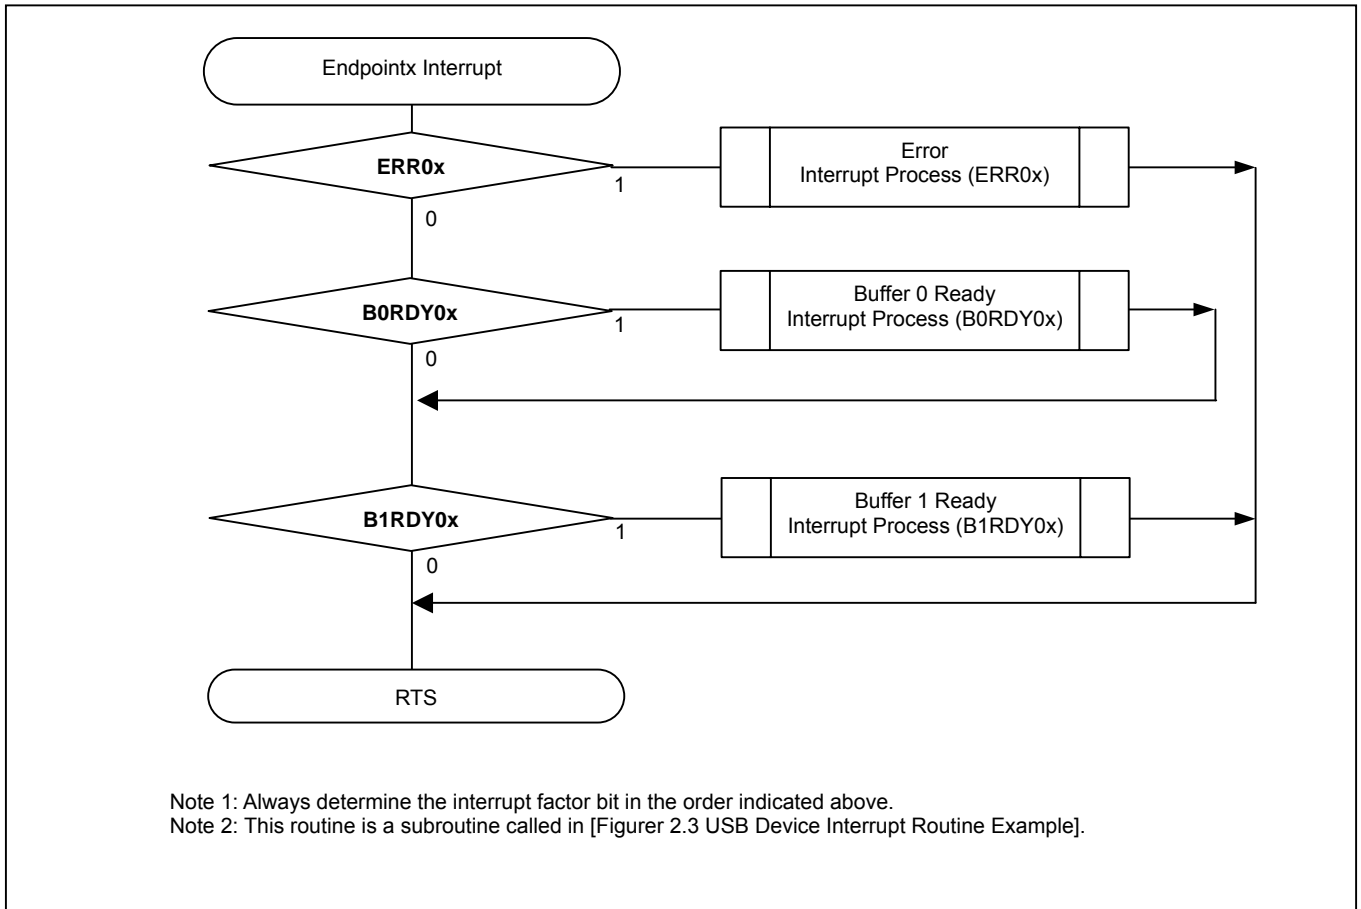 Endpointx Interrupt
ERR0x
1
0
Error
Interrupt Process (ERR0x)
B0RDY0x
1
0
Buffer 0 Ready
Interrupt Process (B0RDY0x)
B1RDY0x
1
0
Buffer 1 Ready
Interrupt Process (B1RDY0x)
RTS
Note 1: Always determine the interrupt factor bit in the order indicated above.
Note 2: This routine is a subroutine called in [Figurer 2.3 USB Device Interrupt Routine Example].